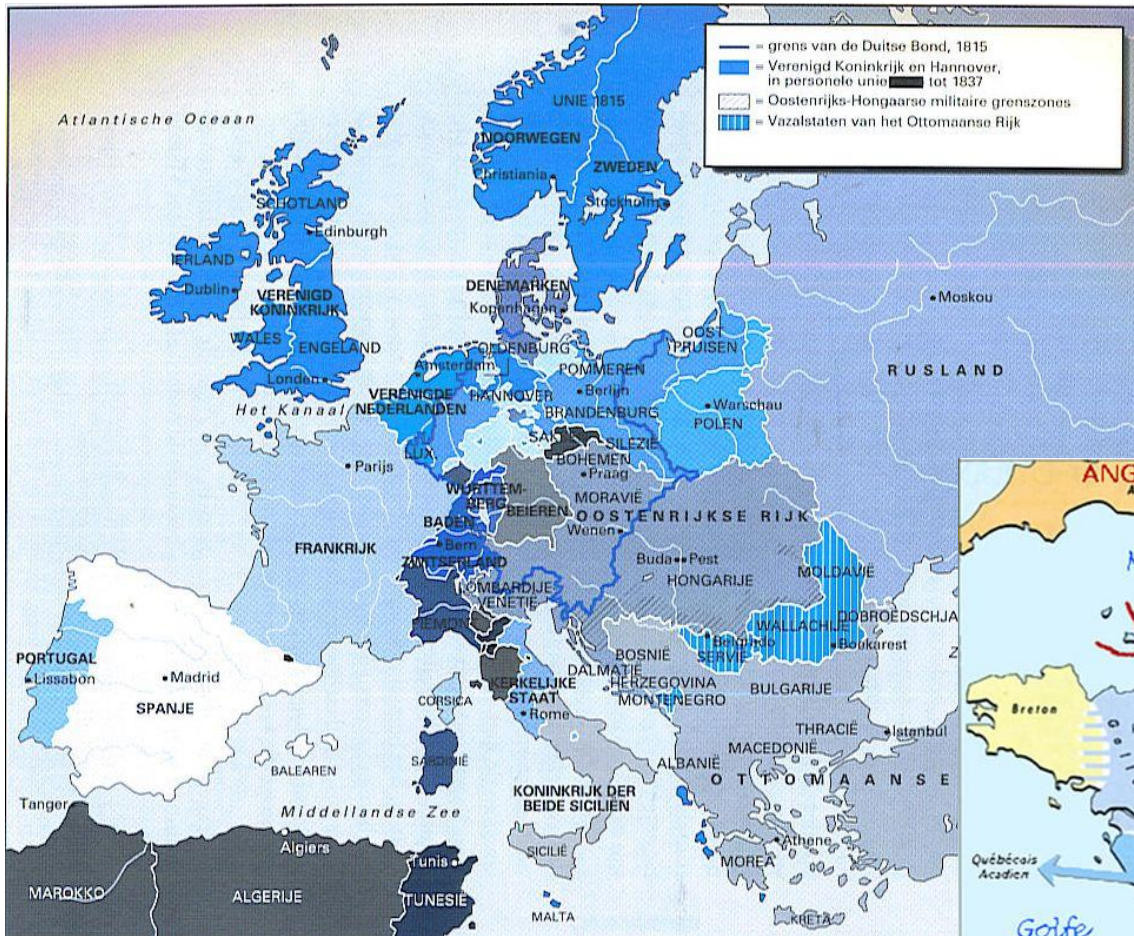 = grens van de Duitse Bond, 1815
= Verenigd Koninkrijk en Hannover,
in personele unie tot 1837
= Oostenrijks-Hongaarse militaire grenszones
= Vazalstaten van het Ottomaanse Rijk
Atlantische Oceaan
UNIE 1815
NOORWEGEN
ZWEDEN
Christiania
Stockholm
SCHOTLAND
Edinburgh
IERLAND
Dublin
VERENIGD
KONINKRIJK
WALES
ENGELAND
Londen
Het Kanaal
DENEMARKEN
Kopenhagen
Moskou
OOST
PRUISEN
OLDENBURG
Amsterdam
POMMEREN
RUSLAND
VERENIGDE
NEDERLANDEN
HANNOVER
Berlijn
BRANDENBURG
Warschau
POLEN
LUX
SAK
SILEZIË
BOHEMEN
Praag
Parijs
WÜRTTEM-
BERG
BEIEREN
MORAVIË
OOSTENRIJKSE RIJK
BADEN
Wenen
FRANKRIJK
Bern
ZWITSERLAND
Buda
Pest
HONGARIJE
MOLDAVIË
LOMBARDIJE
VENETIË
PIEMON
DOBROEDSCHJA
WALLACHIJE
Belgrado
Boekarest
SERVIË
BOSNIË
DALMATIË
HERZEGOVINA
MONTENEGRO
BULGARIJE
PORTUGAL
Lissabon
Madrid
SPANJE
KERKELIJKE
STAAT
CORSICA
Rome
THRACIË
Istanbul
MACEDONIË
ALBANIË
OTTOMAANSE
SARDINIË
BALEAREN
KONINKRIJK DER
BEIDE SICILIËN
Middellandse Zee
Tanger
Algiers
Tunis
SICILIË
Athene
MOREA
MAROKKO
ALGERIJE
TUNESIË
MALTA
KRETA
ANG
Breton
Québécois
Acadien
Golfe